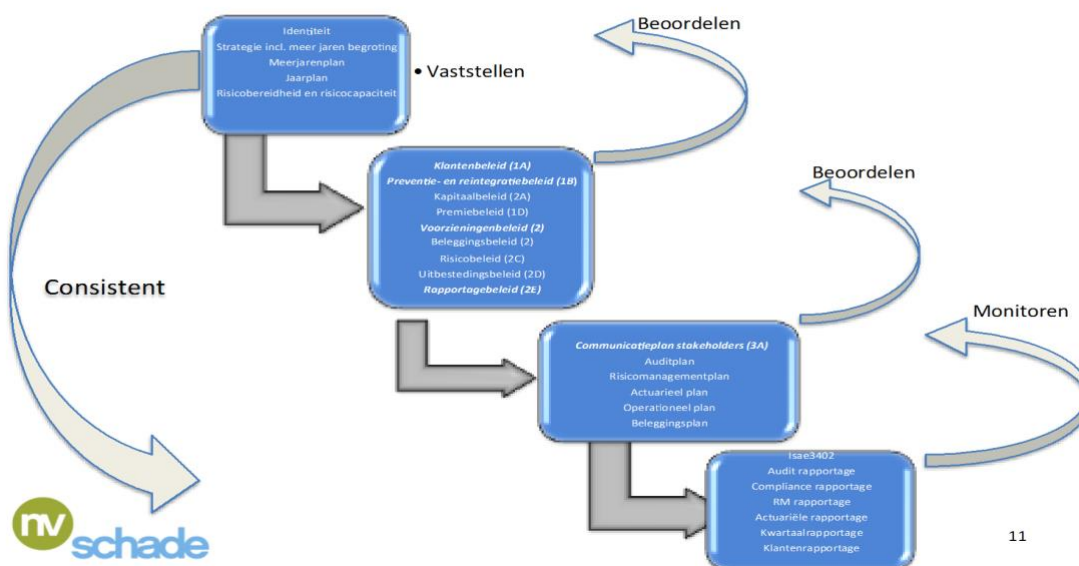 Beoordelen
Identiteit
Strategie incl. meer jaren begroting
Meerjarenplan
Jaarplan
Risicobereidheid en risicocapaciteit
• Vaststellen
Klantenbeleid (1A)
Preventie- en reintegratiebeleid (1B)
Kapitaalbeleid (2A)
Premiebeleid (1D)
Voorzieningenbeleid (2)
Beleggingsbeleid (2)
Risicobeleid (2C)
Uitbestedingsbeleid (2D)
Rapportagebeleid (2E)
Beoordelen
Consistent
Communicatieplan stakeholders (3A)
Auditplan
Risicomanagementplan
Actuarieel plan
Operationeel plan
Beleggingsplan
Monitoren
Isae3402
Audit rapportage
Compliance rapportage
RM rapportage
Actuariële rapportage
Kwartaalrapportage
Klantenrapportage
nv
schade
11